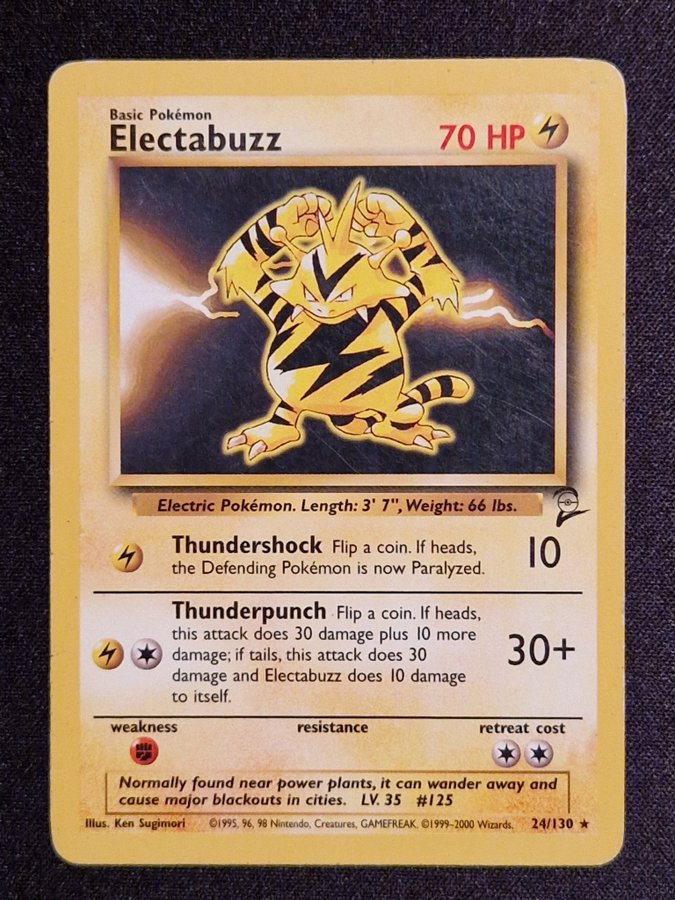 Basic Pokémon
Electabuzz 70 HP
Electric Pokémon. Length: 3' 7", Weight: 66 lbs.
Thundershock Flip a coin. If heads, 10
the Defending Pokémon is now Paralyzed.
Thunderpunch Flip a coin. If heads,
this attack does 30 damage plus 10 more
damage; if tails, this attack does 30 30+
damage and Electabuzz does 10 damage
to itself.
weakness resistance retreat cost
Normally found near power plants, it can wander away and
cause major blackouts in cities. LV. 35 #125
Illus. Ken Sugimori ©1995, 96, 98 Nintendo, Creatures, GAMEFREAK. ©1999–2000 Wizards. 24/130 ★